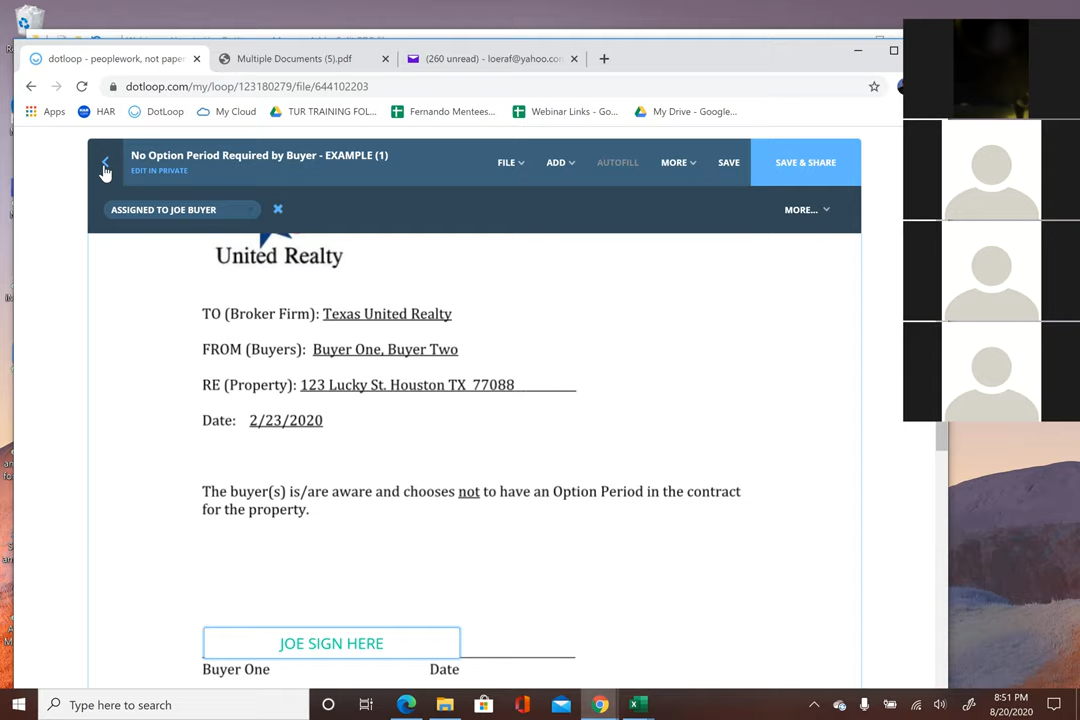 dotloop - peoplework, not paper
Multiple Documents (5).pdf
(260 unread) - loeraf@yahoo.com
dotloop.com/my/loop/123180279/file/644102203
Apps
HAR
DotLoop
My Cloud
TUR TRAINING FOL...
Fernando Mentees...
Webinar Links - Go...
My Drive - Google...
No Option Period Required by Buyer - EXAMPLE (1)
EDIT IN PRIVATE
FILE
ADD
AUTOFILL
MORE
SAVE
SAVE & SHARE
ASSIGNED TO JOE BUYER
MORE...
United Realty
TO (Broker Firm): Texas United Realty
FROM (Buyers): Buyer One, Buyer Two
RE (Property): 123 Lucky St. Houston TX 77088
Date: 2/23/2020
The buyer(s) is/are aware and chooses not to have an Option Period in the contract
for the property.
JOE SIGN HERE
Buyer One Date
Type here to search
8:51 PM
8/20/2020